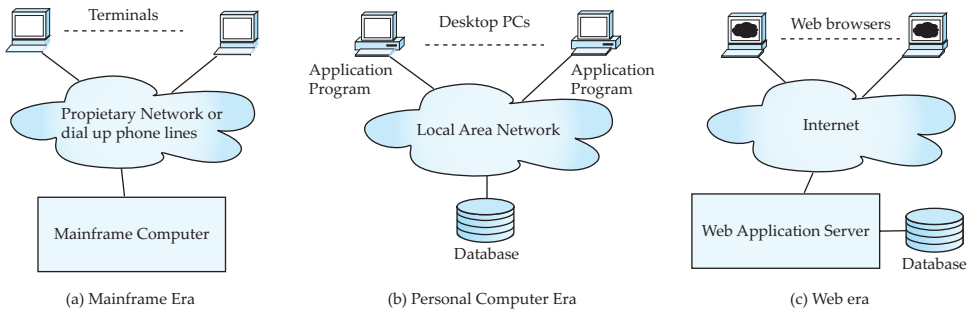 Terminals
Propietary Network or
dial up phone lines
Mainframe Computer
(a) Mainframe Era
Desktop PCs
Application
Program
Application
Program
Local Area Network
Database
(b) Personal Computer Era
Web browsers
Internet
Web Application Server
Database
(c) Web era